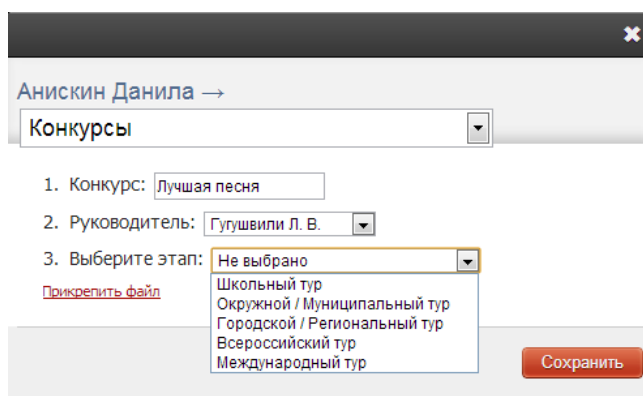 Анискин Данила →
Конкурсы
1. Конкурс: Лучшая песня
2. Руководитель: Гугушвили Л. В.
3. Выберите этап: Не выбрано
Школьный тур
Окружной / Муниципальный тур
Городской / Региональный тур
Всероссийский тур
Международный тур
Прикрепить файл
Сохранить